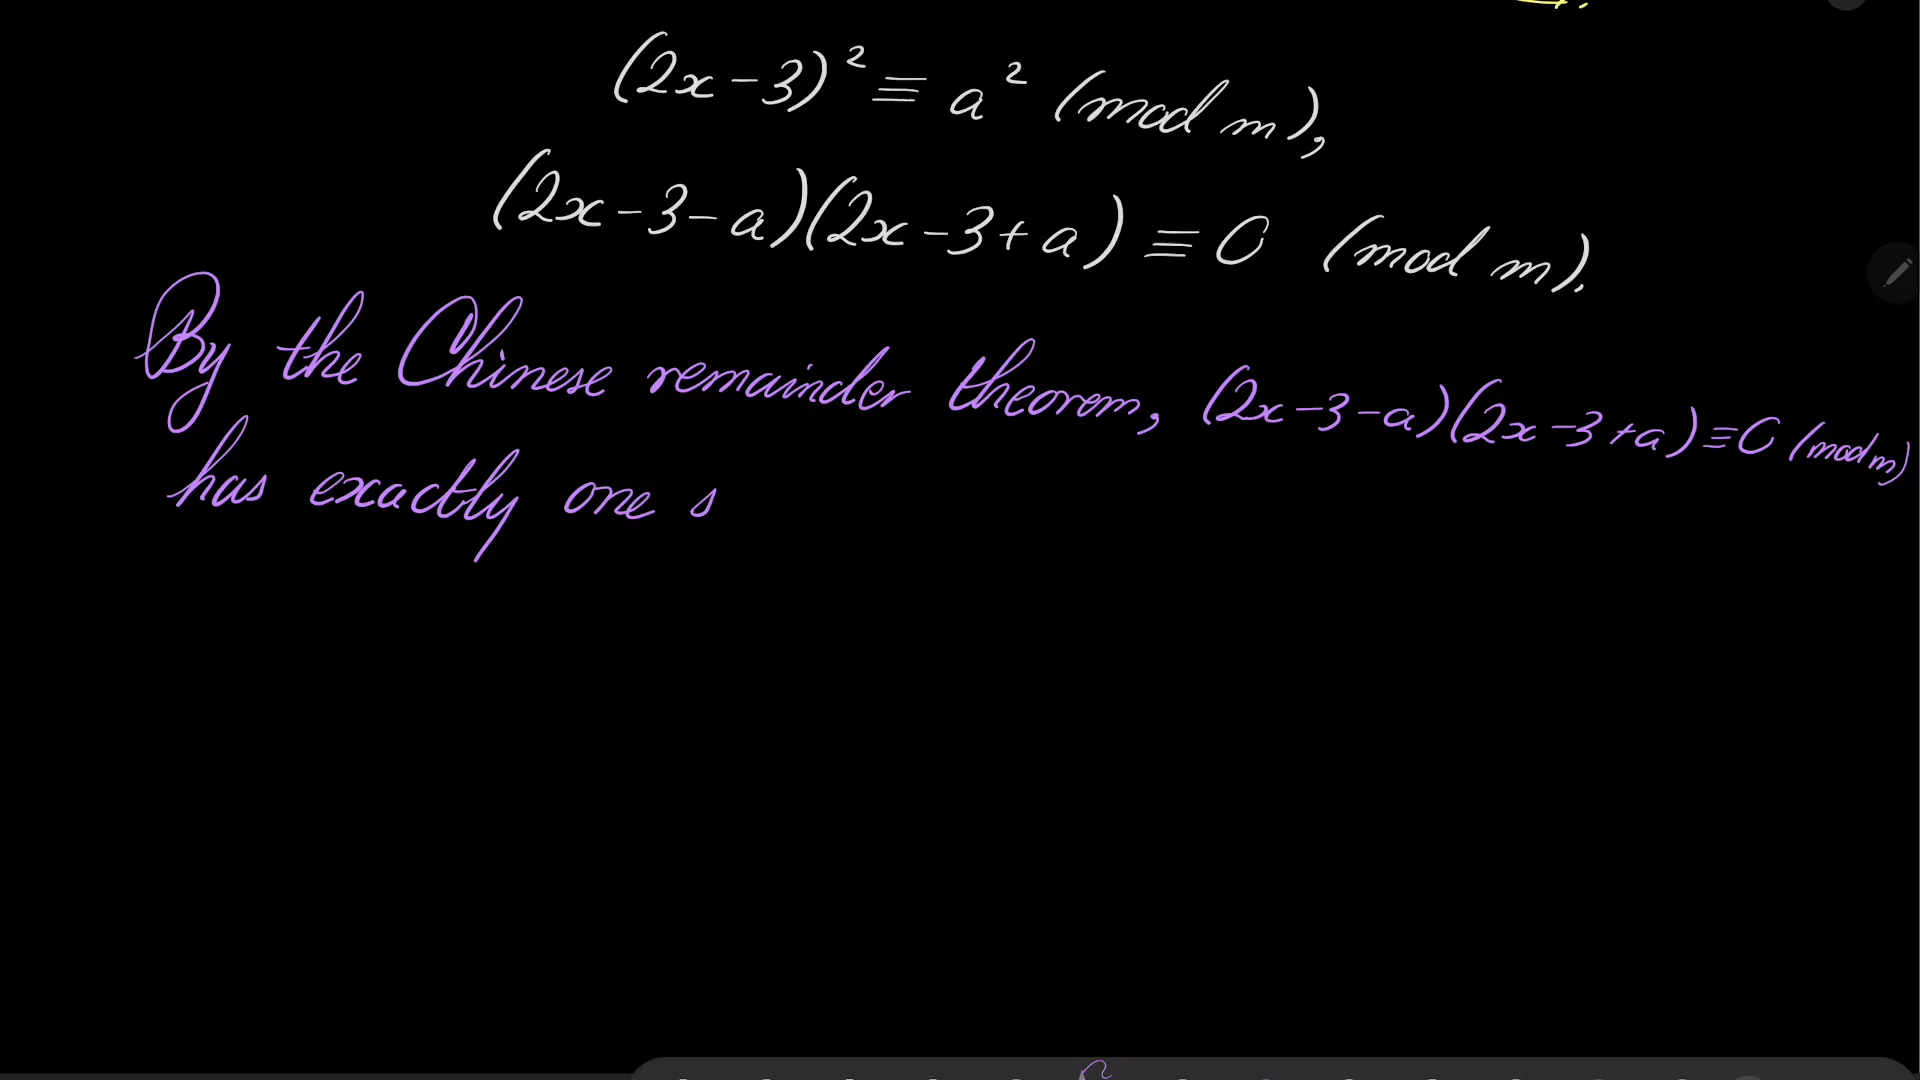 (2x-3)² ≡ a² (mod m),
(2x-3-a)(2x-3+a) ≡ 0 (mod m).
By the Chinese remainder theorem, (2x-3-a)(2x-3+a)≡0 (mod m)
has exactly one s